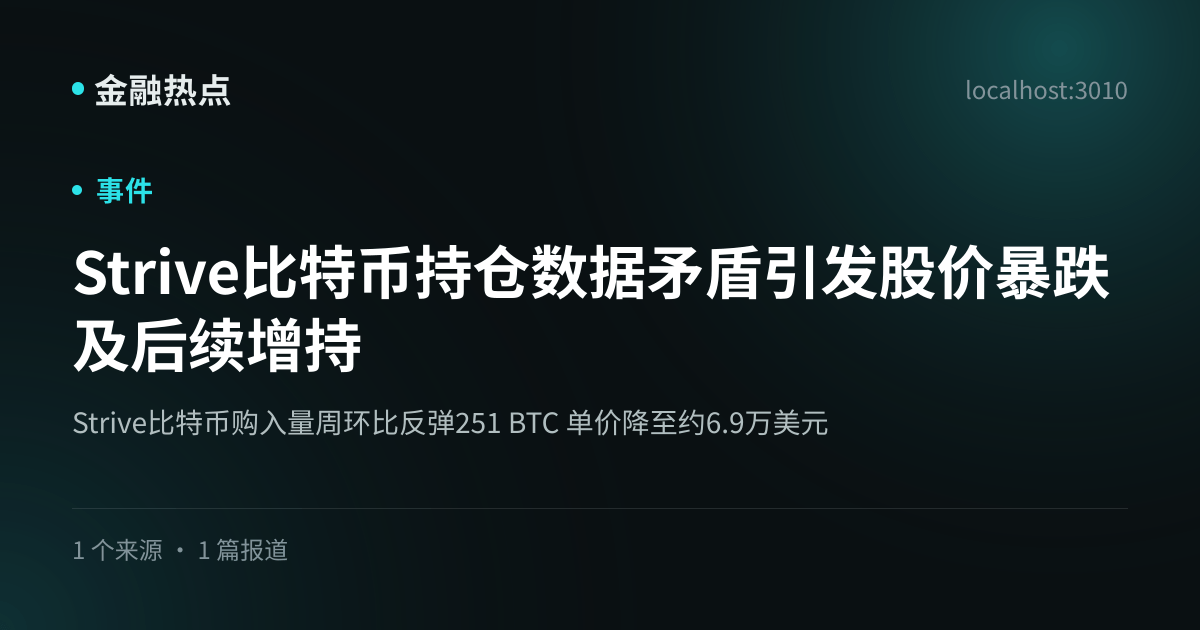 金融热点
localhost:3010
事件
Strive比特币持仓数据矛盾引发股价暴跌
及后续增持
Strive比特币购入量周环比反弹251 BTC 单价降至约6.9万美元
1 个来源 · 1 篇报道